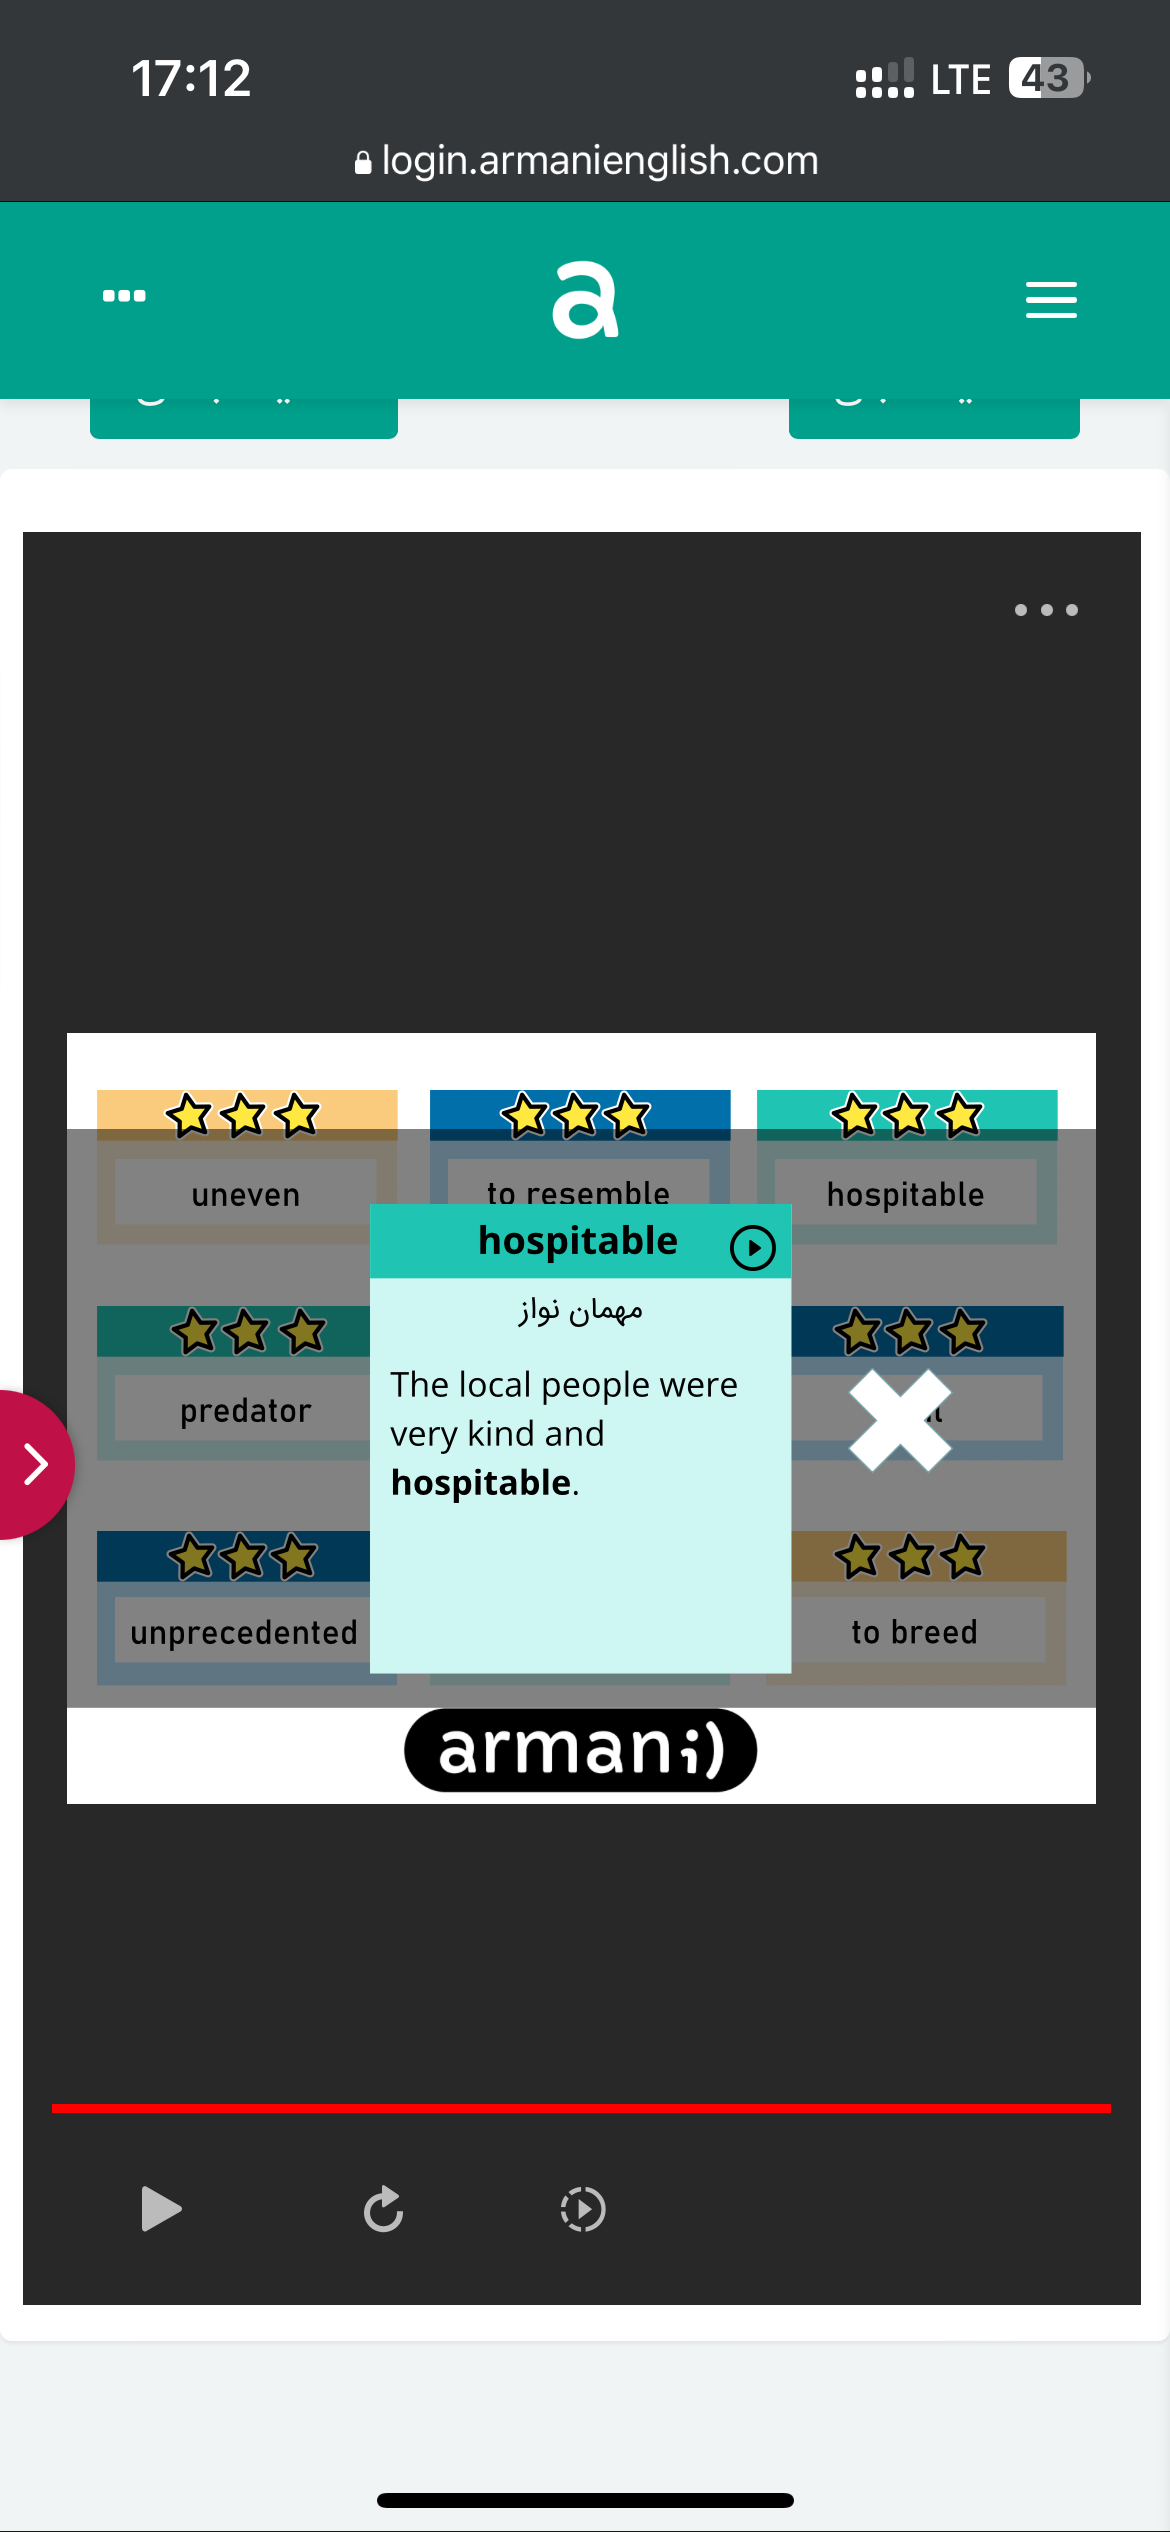 17:12
LTE 43
login.armanienglish.com
a
uneven
to resemble
hospitable
hospitable
مهمان نواز
The local people were
very kind and
hospitable.
predator
unprecedented
to breed
armani)